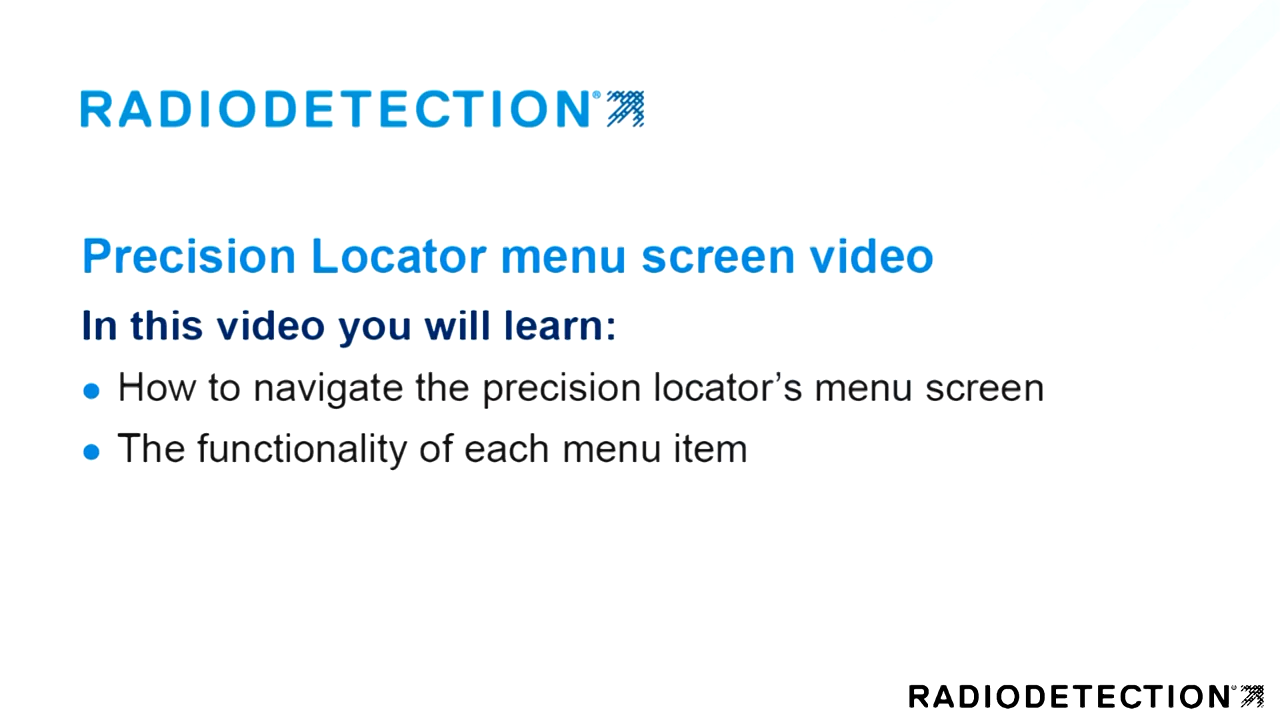 RADIODETECTION®
Precision Locator menu screen video
In this video you will learn:
● How to navigate the precision locator’s menu screen
● The functionality of each menu item
RADIODETECTION®